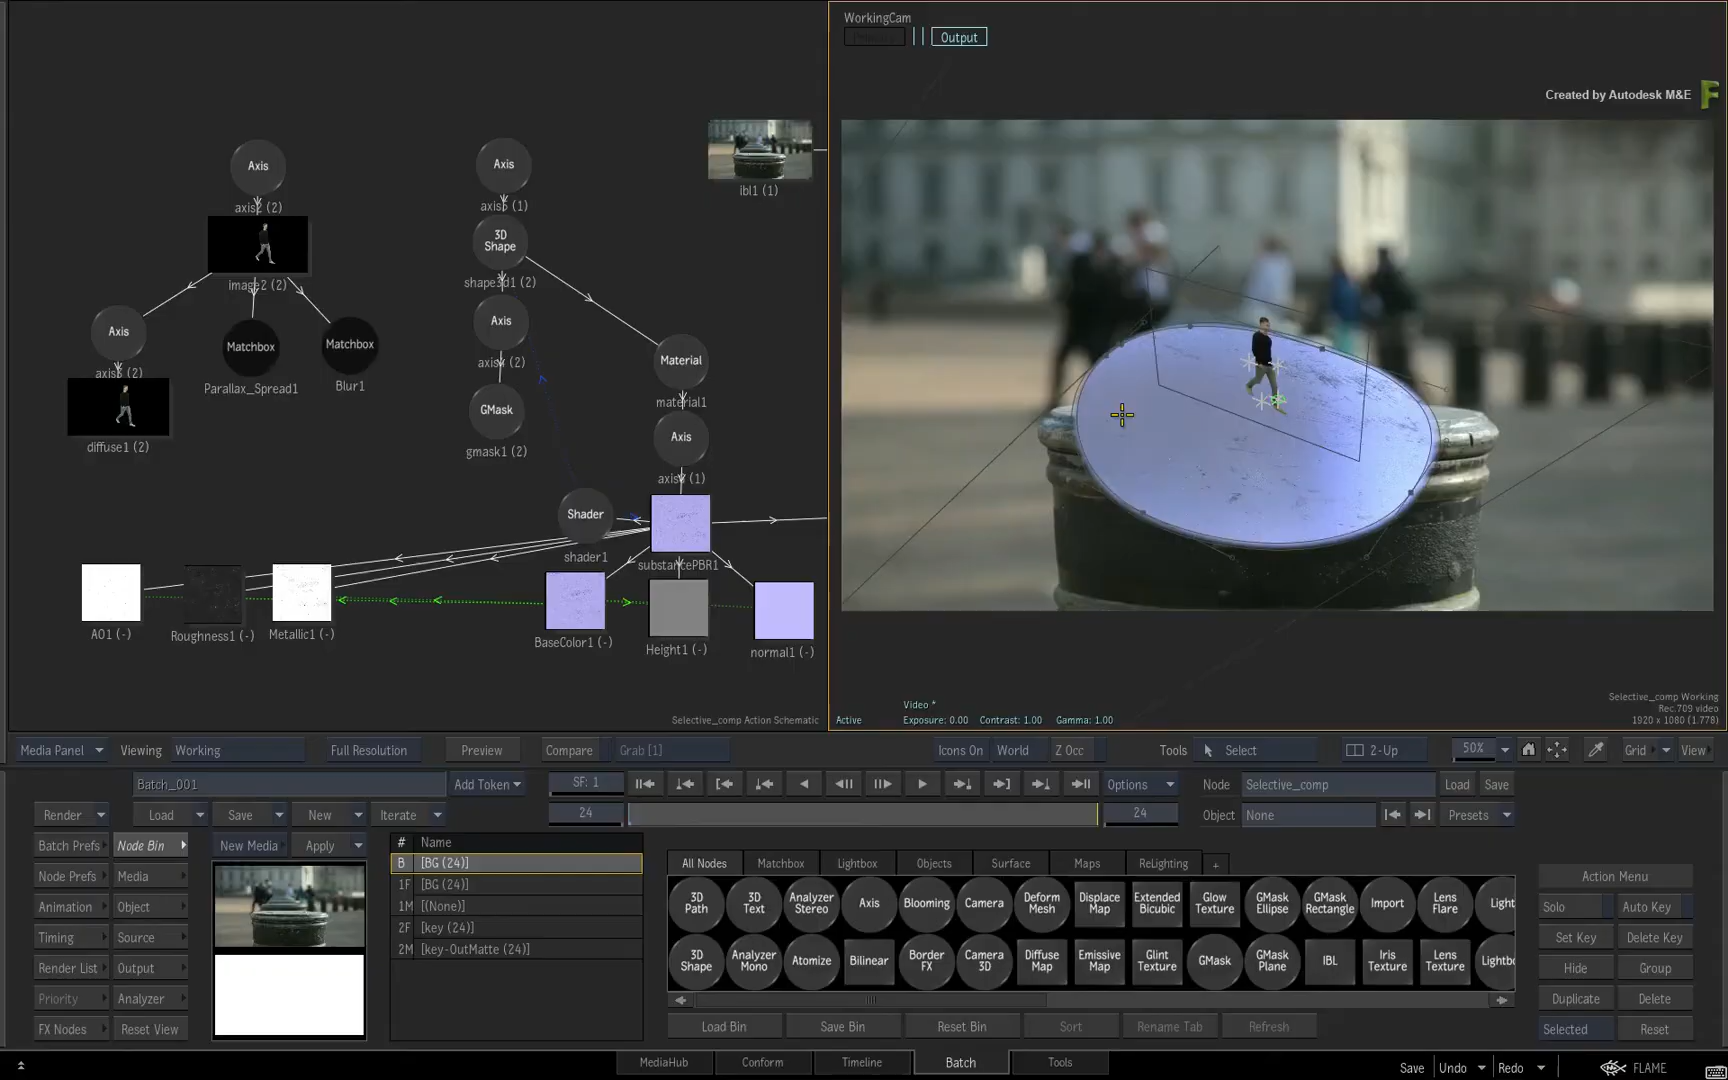 WorkingCam
Output
Created by Autodesk M&E
Axis
axis2 (2)
image2 (2)
Axis
diffuse1 (2)
Matchbox
Parallax_Spread1
Matchbox
Blur1
Axis
axis5 (1)
3D
Shape
shape3d1 (2)
Axis
GMask
gmask1 (2)
Material
material1
Axis
Shader
shader1
substancePBR1
ibl1 (1)
AO1 (-)
Roughness1 (-)
Metallic1 (-)
BaseColor1 (-)
Height1 (-)
normal1 (-)
Selective_comp Action Schematic
Video *
Active
Exposure: 0.00
Contrast: 1.00
Gamma: 1.00
Selective_comp Working
Rec.709 video
1920 x 1080 (1.778)
Media Panel
Viewing
Working
Full Resolution
Preview
Compare
Grab [1]
Icons On
World
Z Occ
Tools
Select
2-Up
50%
Grid
View
Batch_001
Add Token
SF: 1
Options
Node
Selective_comp
Load
Save
Render
Load
Save
New
Iterate
24
24
Object
None
Presets
Batch Prefs
Node Bin
New Media
Apply
Node Prefs
Media
Animation
Object
Timing
Source
Render List
Output
Priority
Analyzer
FX Nodes
Reset View
# Name
B [BG (24)]
1F [BG (24)]
1M [(None)]
2F [key (24)]
2M [key-OutMatte (24)]
All Nodes
Matchbox
Lightbox
Objects
Surface
Maps
ReLighting
+
3D
Path
3D
Text
Analyzer
Stereo
Axis
Blooming
Camera
Deform
Mesh
Displace
Map
Extended
Bicubic
Glow
Texture
GMask
Ellipse
GMask
Rectangle
Import
Lens
Flare
Light
3D
Shape
Analyzer
Mono
Atomize
Bilinear
Border
FX
Camera
3D
Diffuse
Map
Emissive
Map
Glint
Texture
GMask
GMask
Plane
IBL
Iris
Texture
Lens
Texture
Lightbo
Load Bin
Save Bin
Reset Bin
Sort
Rename Tab
Refresh
Action Menu
Solo
Auto Key
Set Key
Delete Key
Hide
Group
Duplicate
Delete
Selected
Reset
MediaHub
Conform
Timeline
Batch
Tools
Save
Undo
Redo
FLAME